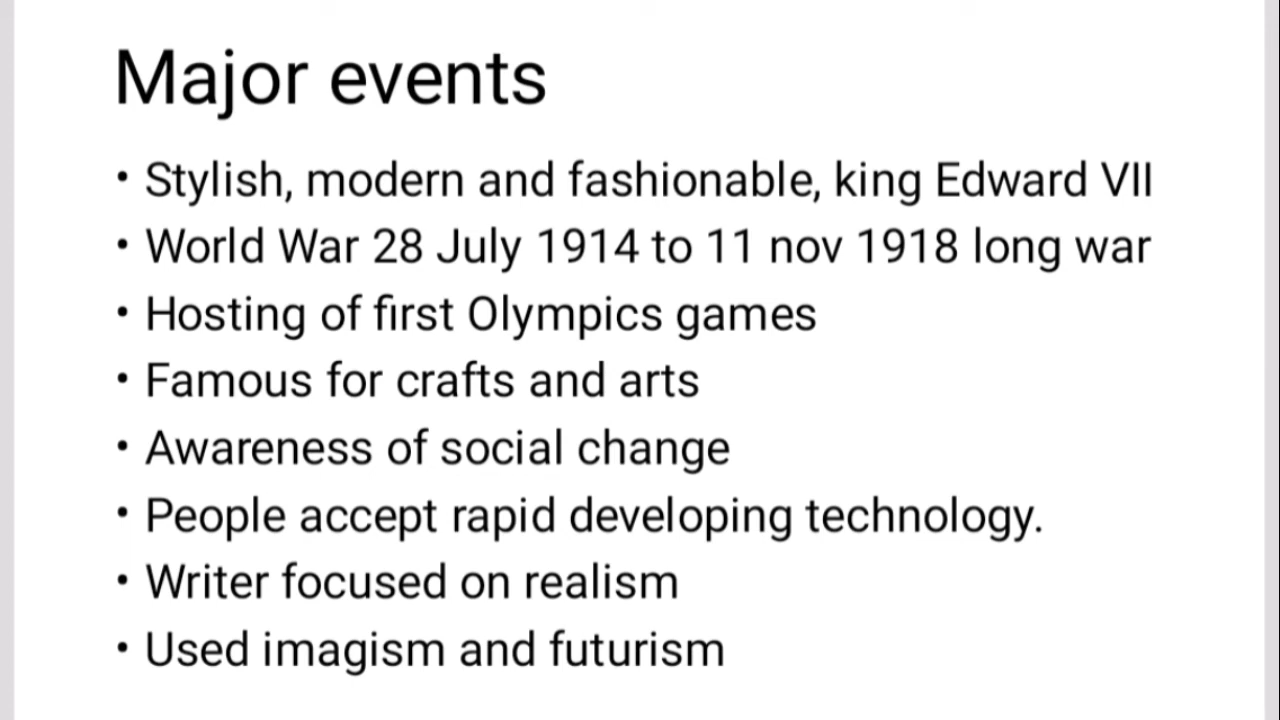 Major events
• Stylish, modern and fashionable, king Edward VII
• World War 28 July 1914 to 11 nov 1918 long war
• Hosting of first Olympics games
• Famous for crafts and arts
• Awareness of social change
• People accept rapid developing technology.
• Writer focused on realism
• Used imagism and futurism